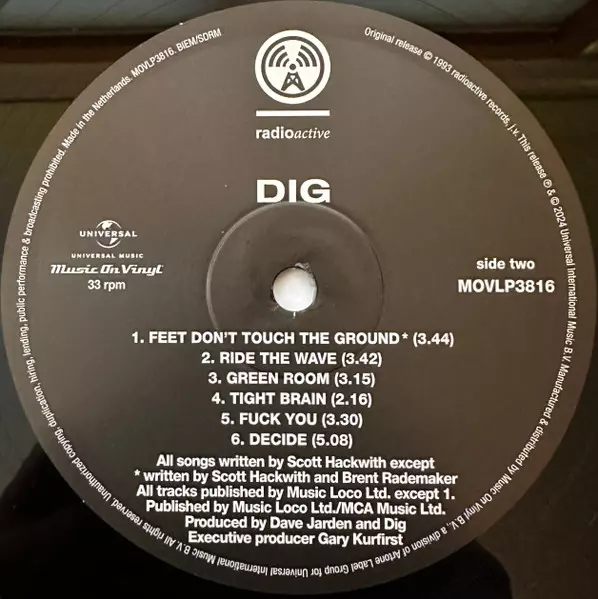 radioactive
DIG
UNIVERSAL
UNIVERSAL MUSIC
Music On Vinyl
33 rpm
side two
MOVLP3816
1. FEET DON'T TOUCH THE GROUND* (3.44)
2. RIDE THE WAVE (3.42)
3. GREEN ROOM (3.15)
4. TIGHT BRAIN (2.16)
5. FUCK YOU (3.30)
6. DECIDE (5.08)
All songs written by Scott Hackwith except
* written by Scott Hackwith and Brent Rademaker
All tracks published by Music Loco Ltd. except 1.
Published by Music Loco Ltd./MCA Music Ltd.
Produced by Dave Jarden and Dig
Executive producer Gary Kurfirst
Original release © 1993 radioactive records, j.v. This release ℗ & © 2024 Universal International Music B.V. Manufactured & distributed by Music On Vinyl B.V., a division of Artone Label Group for Universal International Music B.V. All rights reserved. Unauthorized copying, duplication, hiring, lending, public performance & broadcasting prohibited. Made in the Netherlands. MOVLP3816. BIEM/SDRM